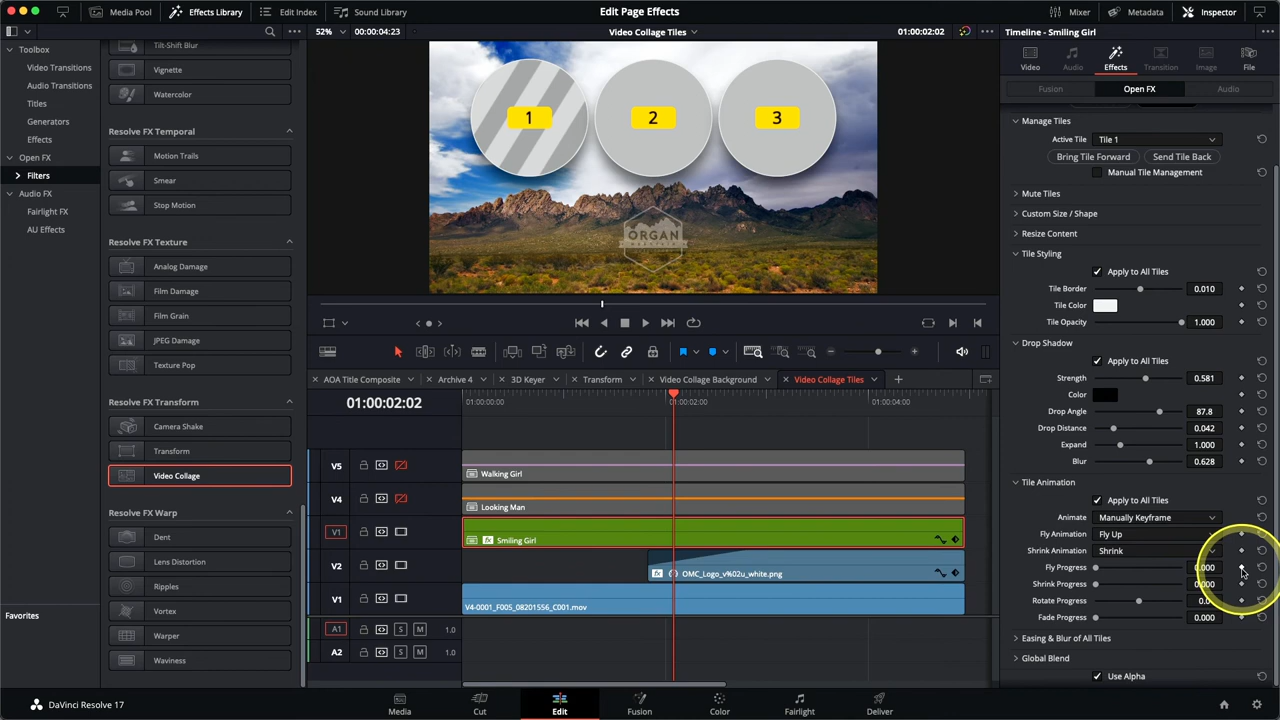 Media Pool
Effects Library
Edit Index
Sound Library
Edit Page Effects
Mixer
Metadata
Inspector
52%
00:00:04:23
Video Collage Tiles
01:00:02:02
Timeline - Smiling Girl
Toolbox
Video Transitions
Audio Transitions
Titles
Generators
Effects
Open FX
Filters
Audio FX
Fairlight FX
AU Effects
Favorites
Tilt-Shift Blur
Vignette
Watercolor
Resolve FX Temporal
Motion Trails
Smear
Stop Motion
Resolve FX Texture
Analog Damage
Film Damage
Film Grain
JPEG Damage
Texture Pop
Resolve FX Transform
Camera Shake
Transform
Video Collage
Resolve FX Warp
Dent
Lens Distortion
Ripples
Vortex
Warper
Waviness
1 2 3
ORGAN
AOA Title Composite
Archive 4
3D Keyer
Transform
Video Collage Background
Video Collage Tiles
01:00:02:02
01:00:00:00
01:00:02:00
01:00:04:00
V5
Walking Girl
V4
Looking Man
V1
Smiling Girl
V2
OMC_Logo_v%02u_white.png
V1
V4-0001_F005_08201556_C001.mov
A1 S M 1.0
A2 S M 1.0
Video
Audio
Effects
Transition
Image
File
Fusion
Open FX
Audio
Manage Tiles
Active Tile Tile 1
Bring Tile Forward
Send Tile Back
Manual Tile Management
Mute Tiles
Custom Size / Shape
Resize Content
Tile Styling
Apply to All Tiles
Tile Border 0.010
Tile Color
Tile Opacity 1.000
Drop Shadow
Apply to All Tiles
Strength 0.581
Color
Drop Angle 87.8
Drop Distance 0.042
Expand 1.000
Blur 0.628
Tile Animation
Apply to All Tiles
Animate Manually Keyframe
Fly Animation Fly Up
Shrink Animation Shrink
Fly Progress 0.000
Shrink Progress 0.000
Rotate Progress 0.0
Fade Progress 0.000
Easing & Blur of All Tiles
Global Blend
Use Alpha
DaVinci Resolve 17
Media
Cut
Edit
Fusion
Color
Fairlight
Deliver